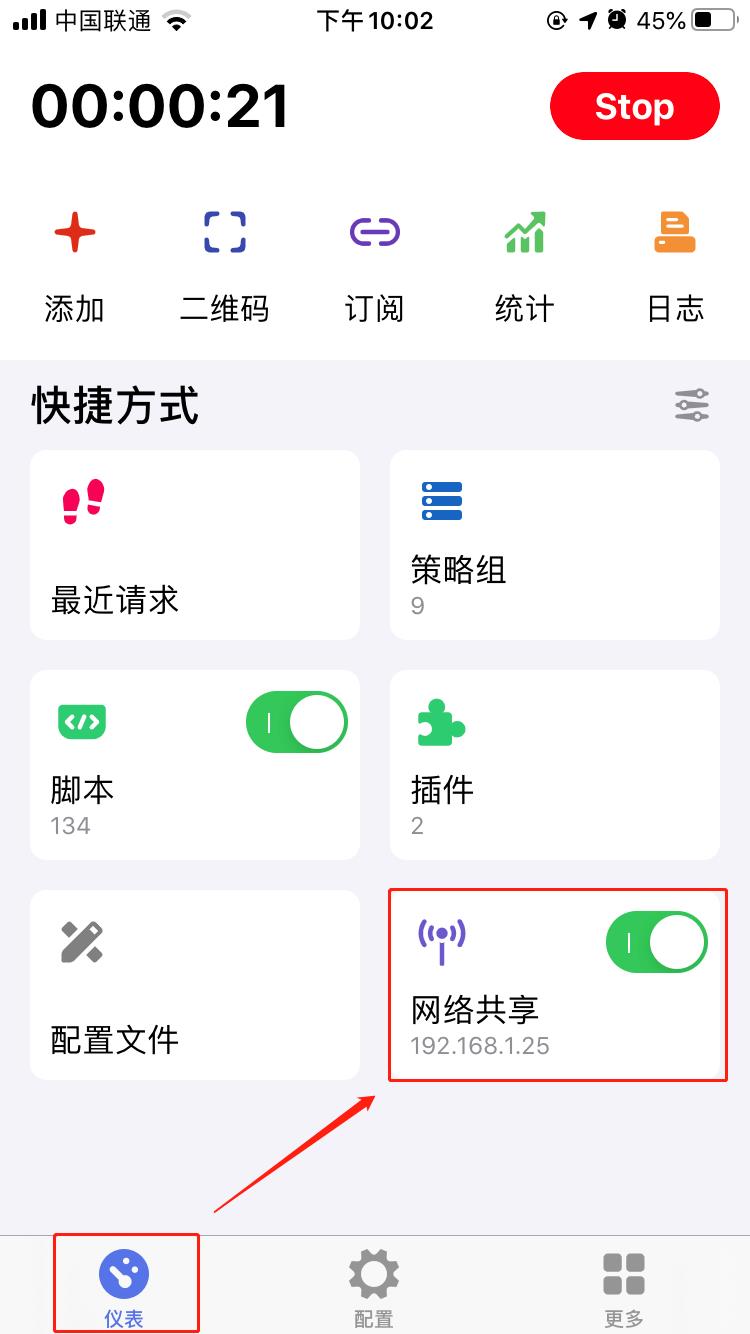 中国联通 下午10:02 45%
00:00:21 Stop
添加 二维码 订阅 统计 日志
快捷方式
最近请求
策略组
9
脚本
134
插件
2
配置文件
网络共享
192.168.1.25
仪表 配置 更多